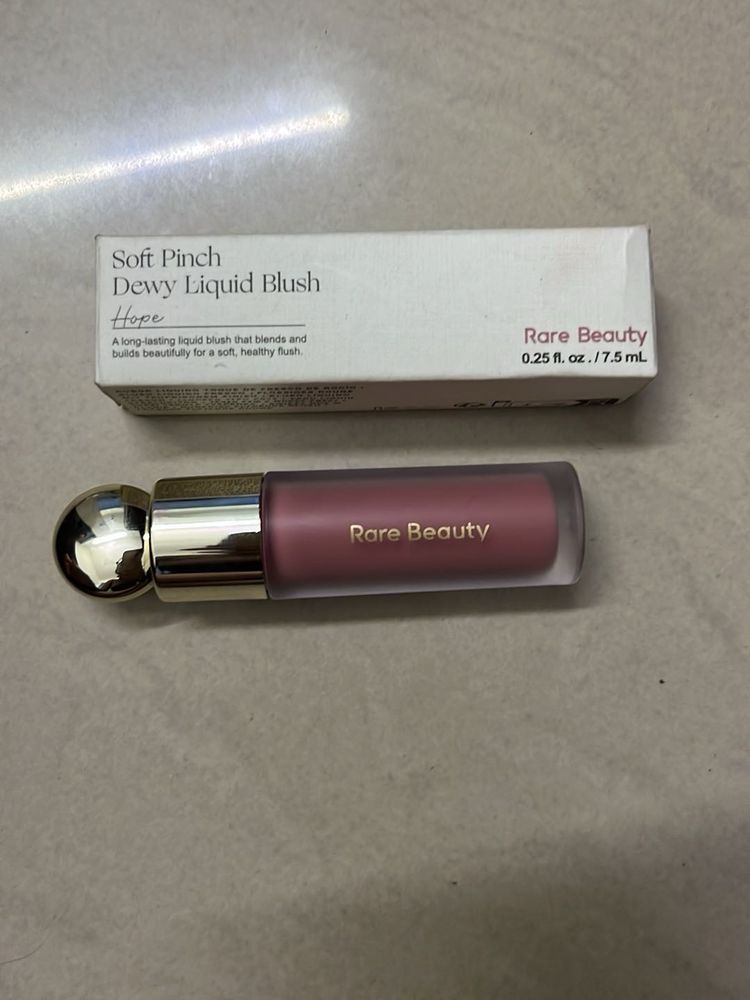 Soft Pinch
Dewy Liquid Blush
Hope
A long-lasting liquid blush that blends and
builds beautifully for a soft, healthy flush.
Rare Beauty
0.25 fl. oz. / 7.5 mL
Rare Beauty